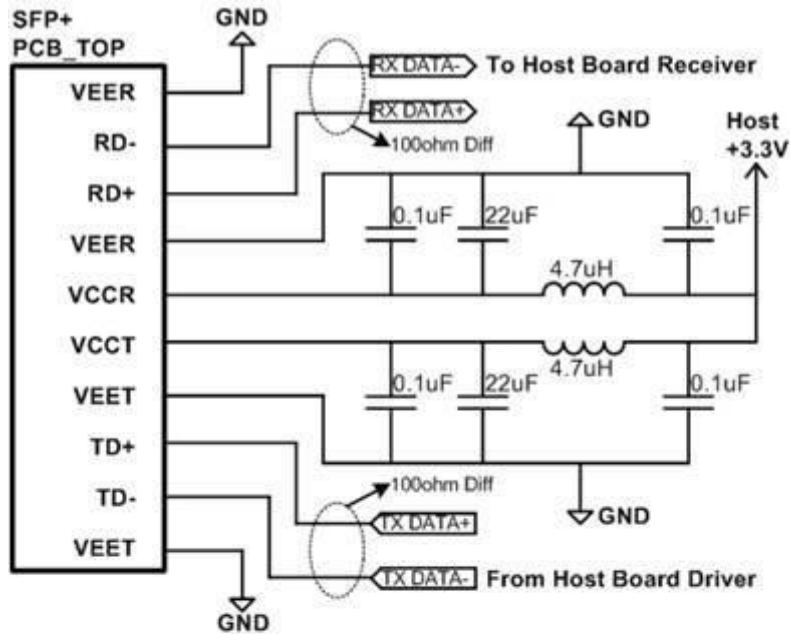 SFP+
PCB_TOP
GND
VEER
RD-
RD+
VEER
VCCR
VCCT
VEET
TD+
TD-
VEET
GND
RX DATA-
To Host Board Receiver
RX DATA+
100ohm Diff
GND
Host
+3.3V
0.1uF
22uF
0.1uF
4.7uH
4.7uH
0.1uF
22uF
0.1uF
100ohm Diff
GND
TX DATA+
TX DATA-
From Host Board Driver